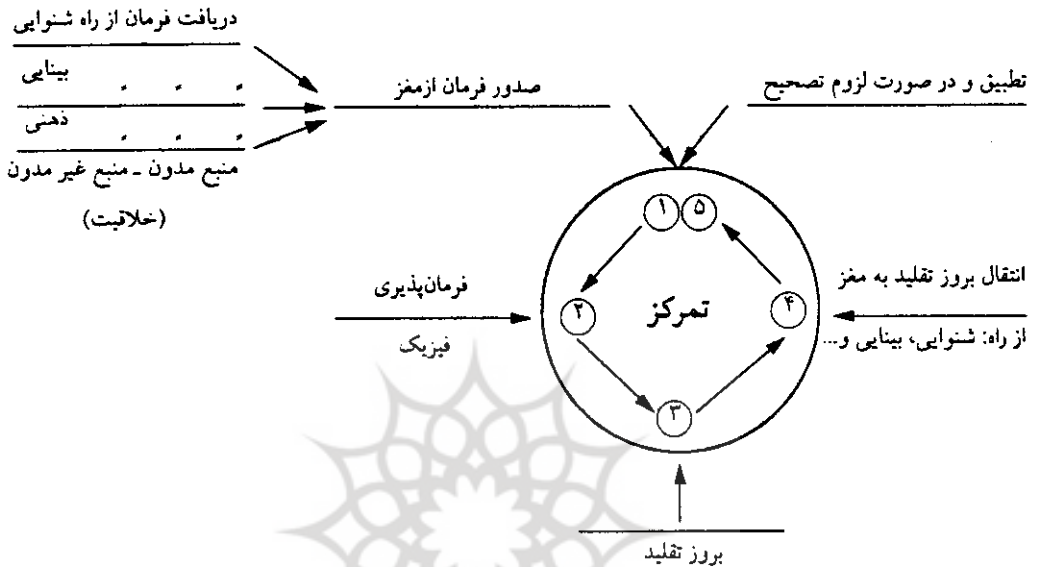 دریافت فرمان از راه شنوایی
بینایی " " "
ذهنی " " "
منبع مدون - منبع غیر مدون
(خلاقیت)
صدور فرمان ازمغز
تطبیق و در صورت لزوم تصحیح
۱ ۵
فرمان‌پذیری
فیزیک
۲
تمرکز
۴
انتقال بروز تقلید به مغز
از راه: شنوایی، بینایی و...
۳
بروز تقلید